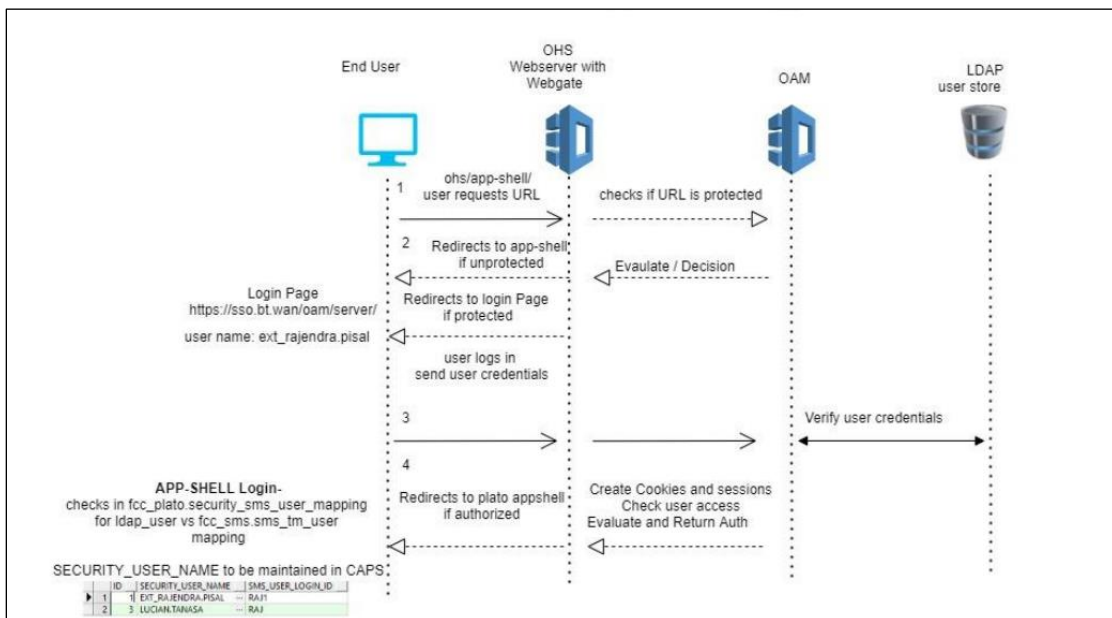 End User
OHS
Webserver with
Webgate
OAM
LDAP
user store
1
ohs/app-shell/
user requests URL
checks if URL is protected
2
Redirects to app-shell
if unprotected
Evaulate / Decision
Login Page
https://sso.bt.wan/oam/server/
user name: ext_rajendra.pisal
Redirects to login Page
if protected
user logs in
send user credentials
3
Verify user credentials
4
APP-SHELL Login-
checks in fcc_plato.security_sms_user_mapping
for ldap_user vs fcc_sms.sms_tm_user
mapping
Redirects to plato appshell
if authorized
Create Cookies and sessions
Check user access
Evaluate and Return Auth
SECURITY_USER_NAME to be maintained in CAPS
ID SECURITY_USER_NAME SMS_USER_LOGIN_ID
1 1 EXT_RAJENDRA.PISAL ... RAJ1
2 3 LUCIAN.TANASA ... RAJ